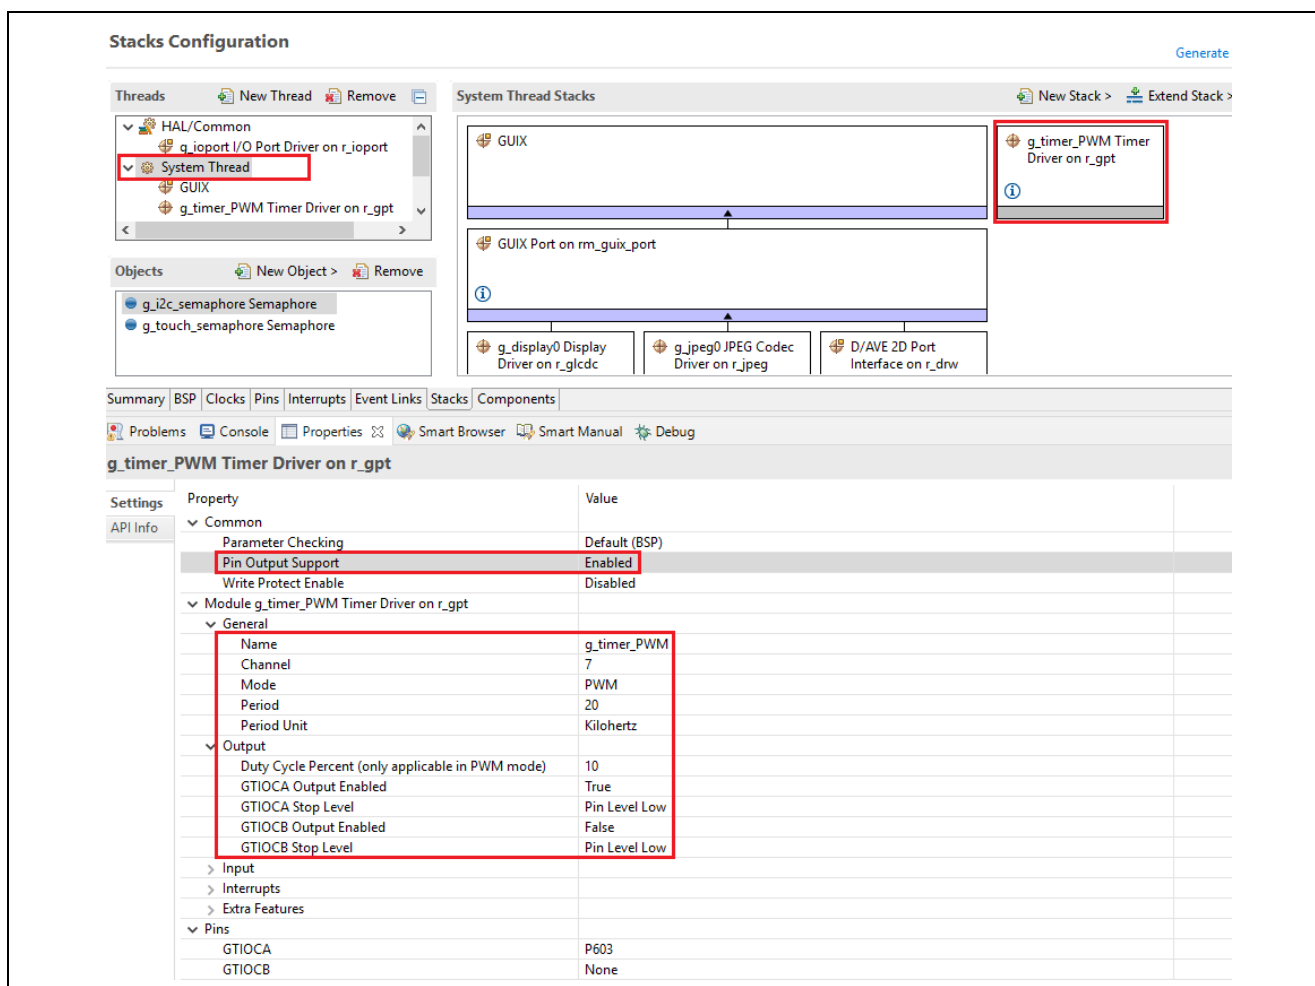 Stacks Configuration
Generate
Threads New Thread Remove
System Thread Stacks New Stack > Extend Stack >
HAL/Common
g_ioport I/O Port Driver on r_ioport
System Thread
GUIX
g_timer_PWM Timer Driver on r_gpt
GUIX
g_timer_PWM Timer
Driver on r_gpt
GUIX Port on rm_guix_port
Objects New Object > Remove
g_i2c_semaphore Semaphore
g_touch_semaphore Semaphore
g_display0 Display
Driver on r_glcdc
g_jpeg0 JPEG Codec
Driver on r_jpeg
D/AVE 2D Port
Interface on r_drw
Summary BSP Clocks Pins Interrupts Event Links Stacks Components
Problems Console Properties Smart Browser Smart Manual Debug
g_timer_PWM Timer Driver on r_gpt
Settings
API Info
Property Value
Common
Parameter Checking Default (BSP)
Pin Output Support Enabled
Write Protect Enable Disabled
Module g_timer_PWM Timer Driver on r_gpt
General
Name g_timer_PWM
Channel 7
Mode PWM
Period 20
Period Unit Kilohertz
Output
Duty Cycle Percent (only applicable in PWM mode) 10
GTIOCA Output Enabled True
GTIOCA Stop Level Pin Level Low
GTIOCB Output Enabled False
GTIOCB Stop Level Pin Level Low
Input
Interrupts
Extra Features
Pins
GTIOCA P603
GTIOCB None